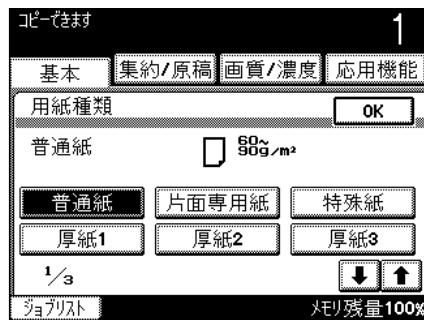 コピーできます
1
基本 集約/原稿 画質/濃度 応用機能
用紙種類 OK
普通紙 60~90g/m²
普通紙 片面専用紙 特殊紙
厚紙1 厚紙2 厚紙3
1/3
ジョブリスト メモリ残量100%